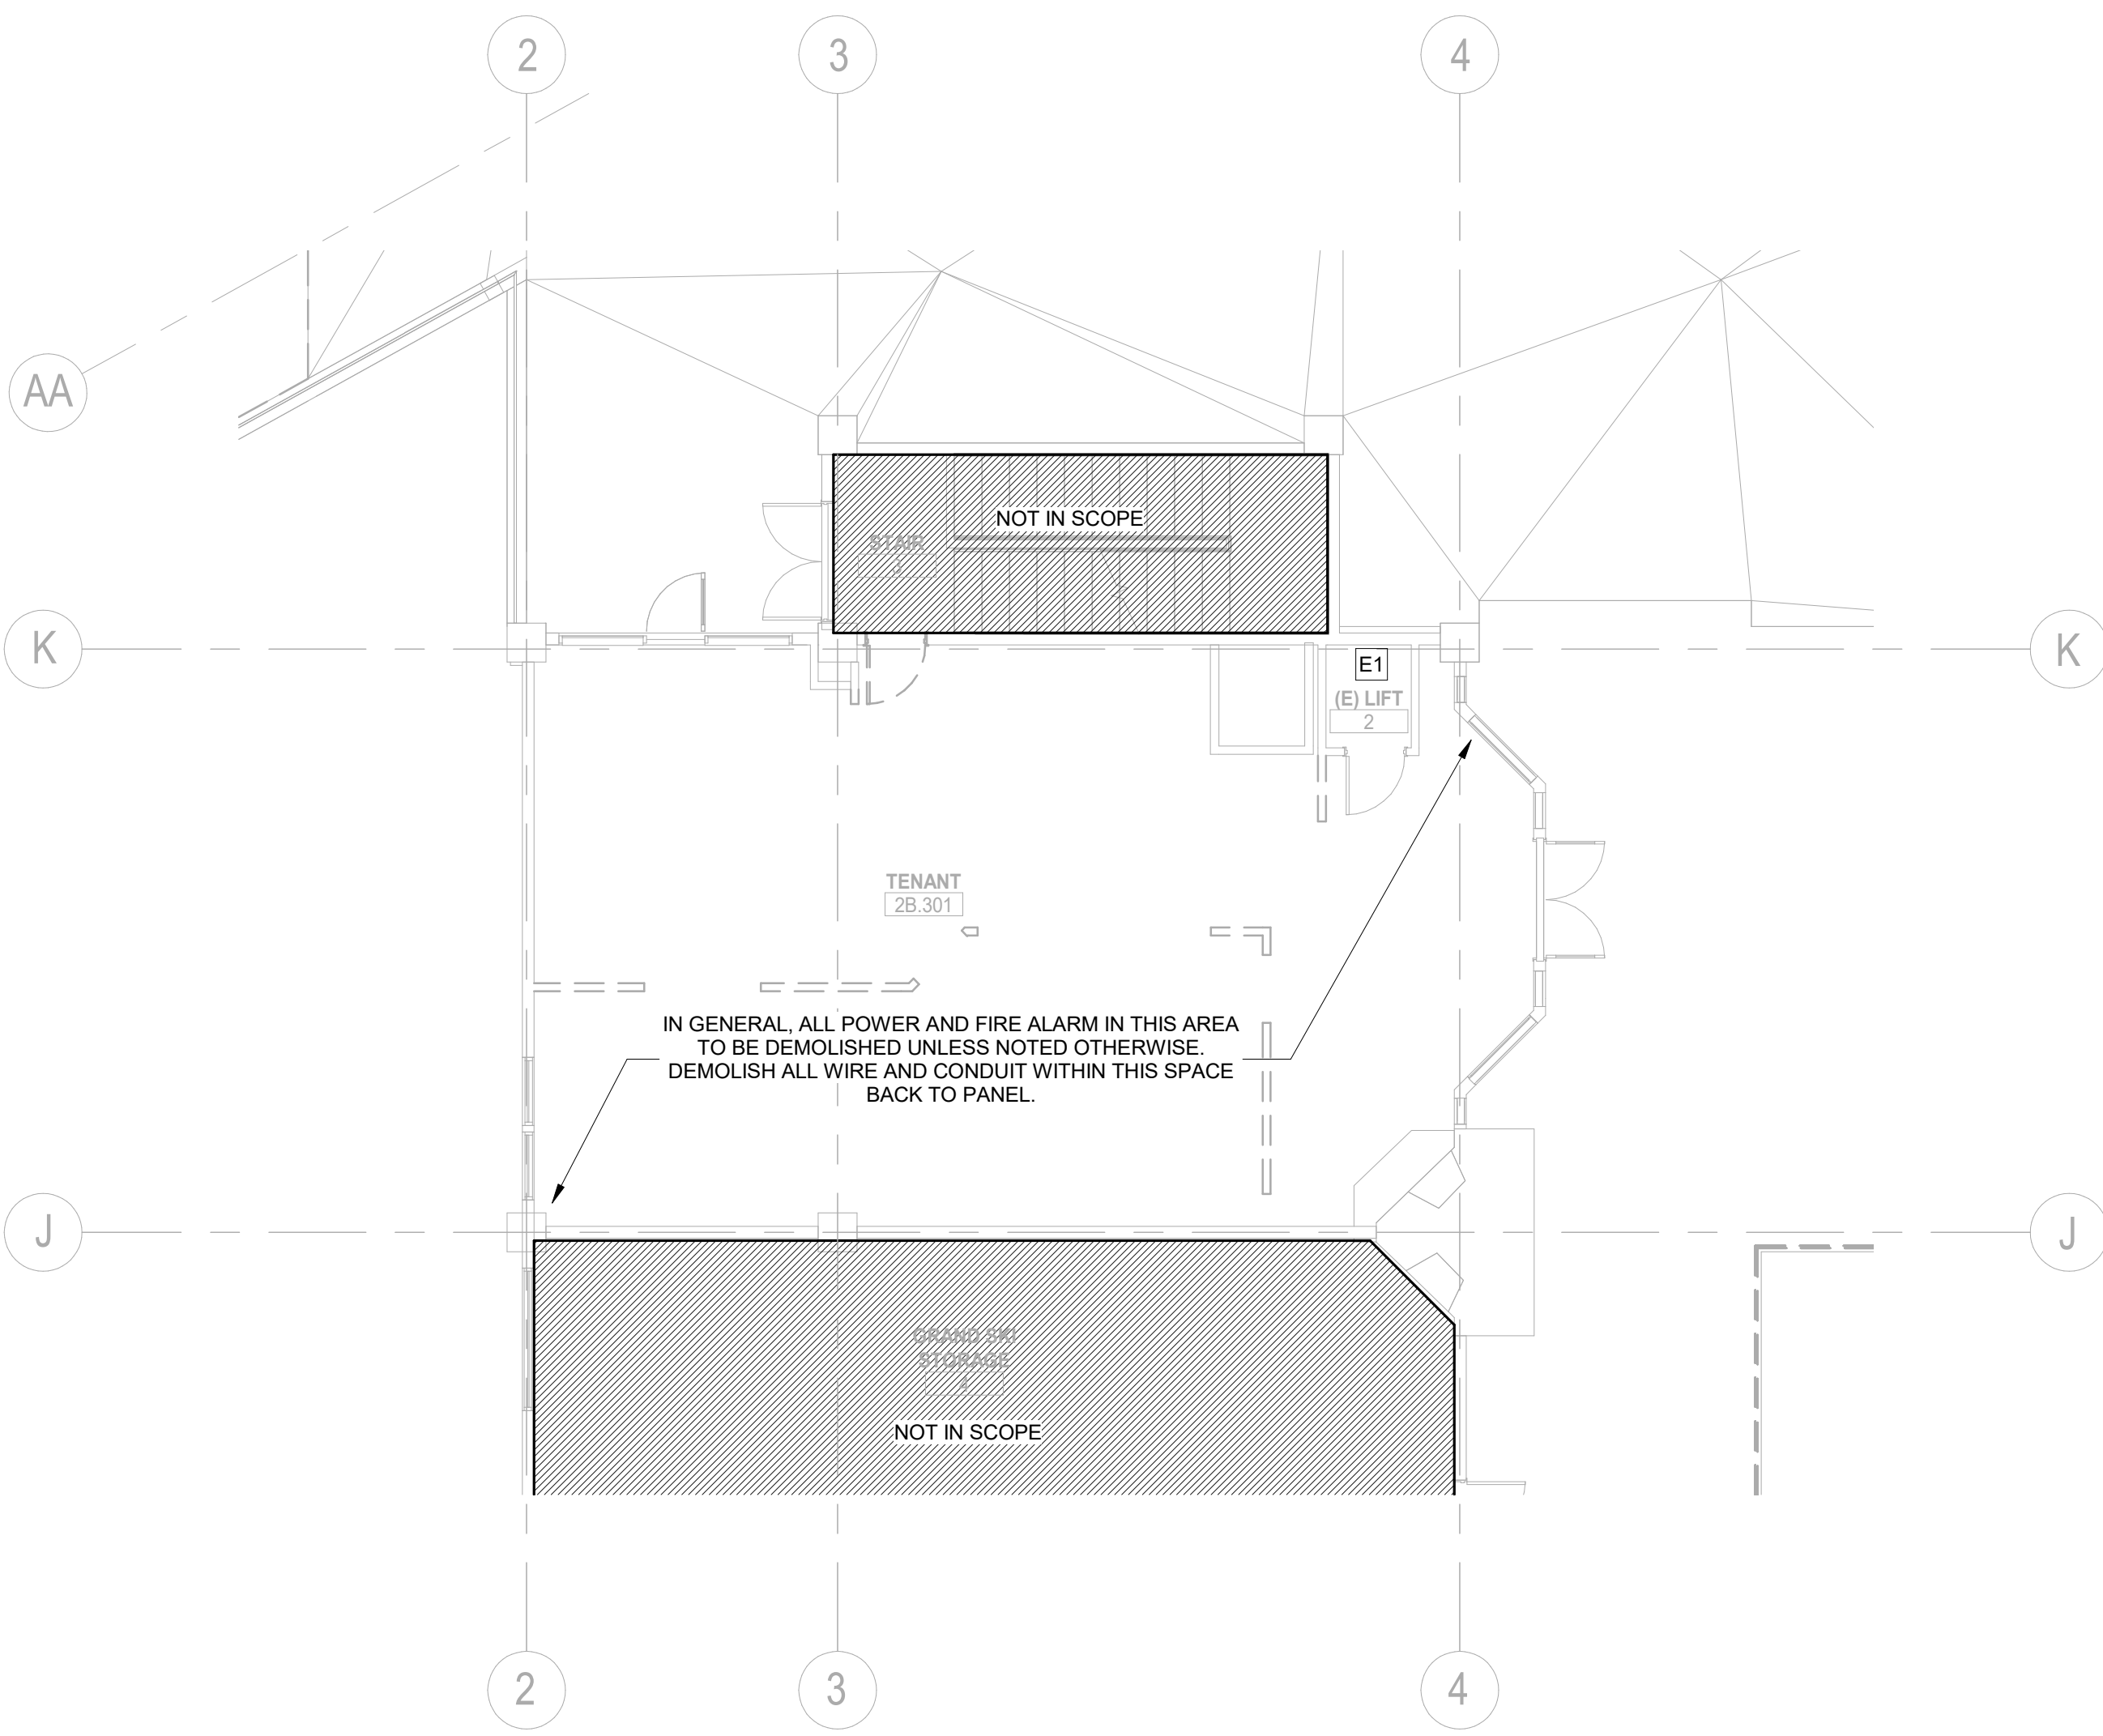 2
3
4
AA
NOT IN SCOPE
STAIR
3
K
K
E1
(E) LIFT
2
TENANT
2B.301
IN GENERAL, ALL POWER AND FIRE ALARM IN THIS AREA
TO BE DEMOLISHED UNLESS NOTED OTHERWISE.
DEMOLISH ALL WIRE AND CONDUIT WITHIN THIS SPACE
BACK TO PANEL.
J
J
GRAND SKI
STORAGE
4
NOT IN SCOPE
2
3
4